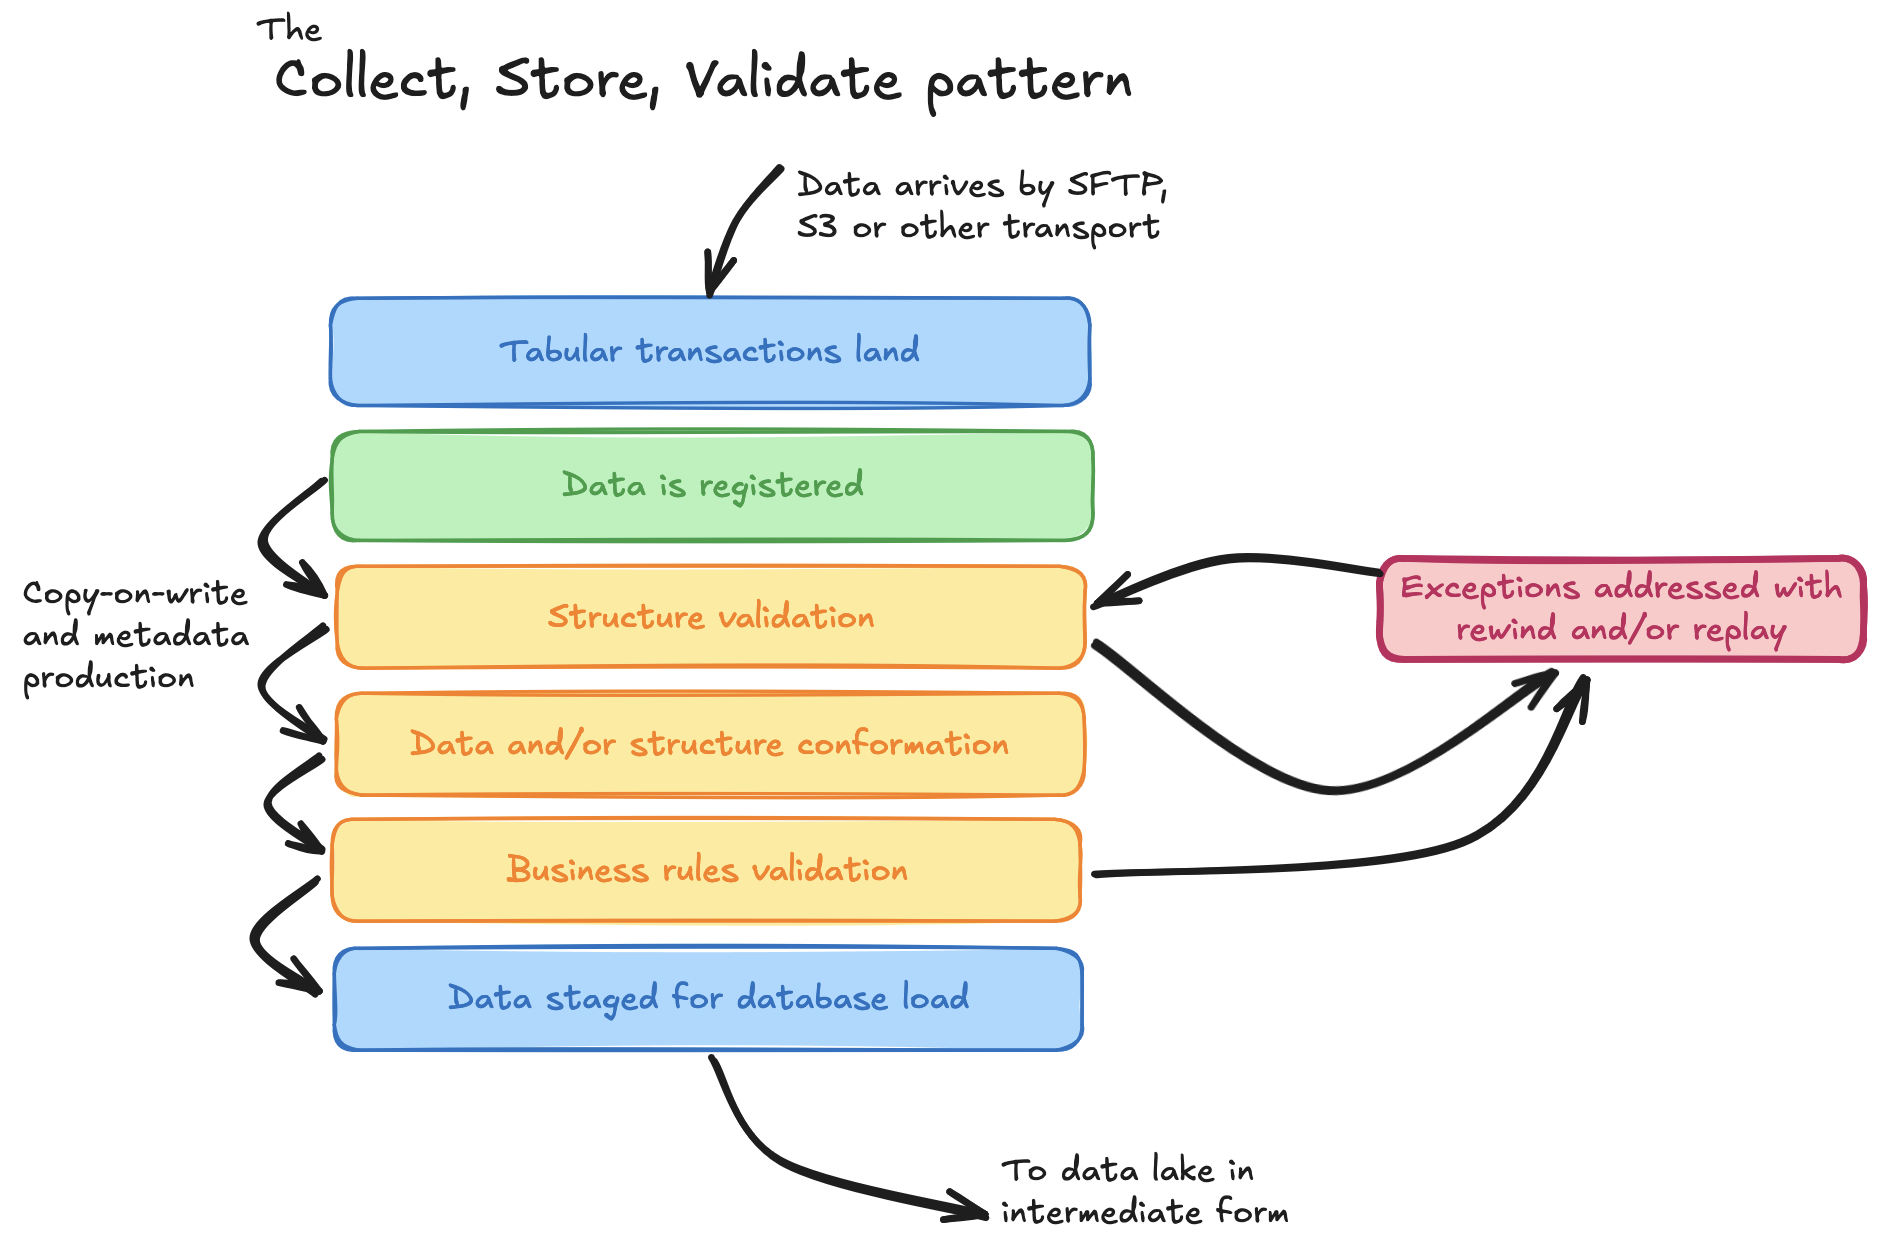 The
Collect, Store, Validate pattern
Data arrives by SFTP,
S3 or other transport
Tabular transactions land
Data is registered
Copy-on-write
and metadata
production
Structure validation
Exceptions addressed with
rewind and/or replay
Data and/or structure conformation
Business rules validation
Data staged for database load
To data lake in
intermediate form